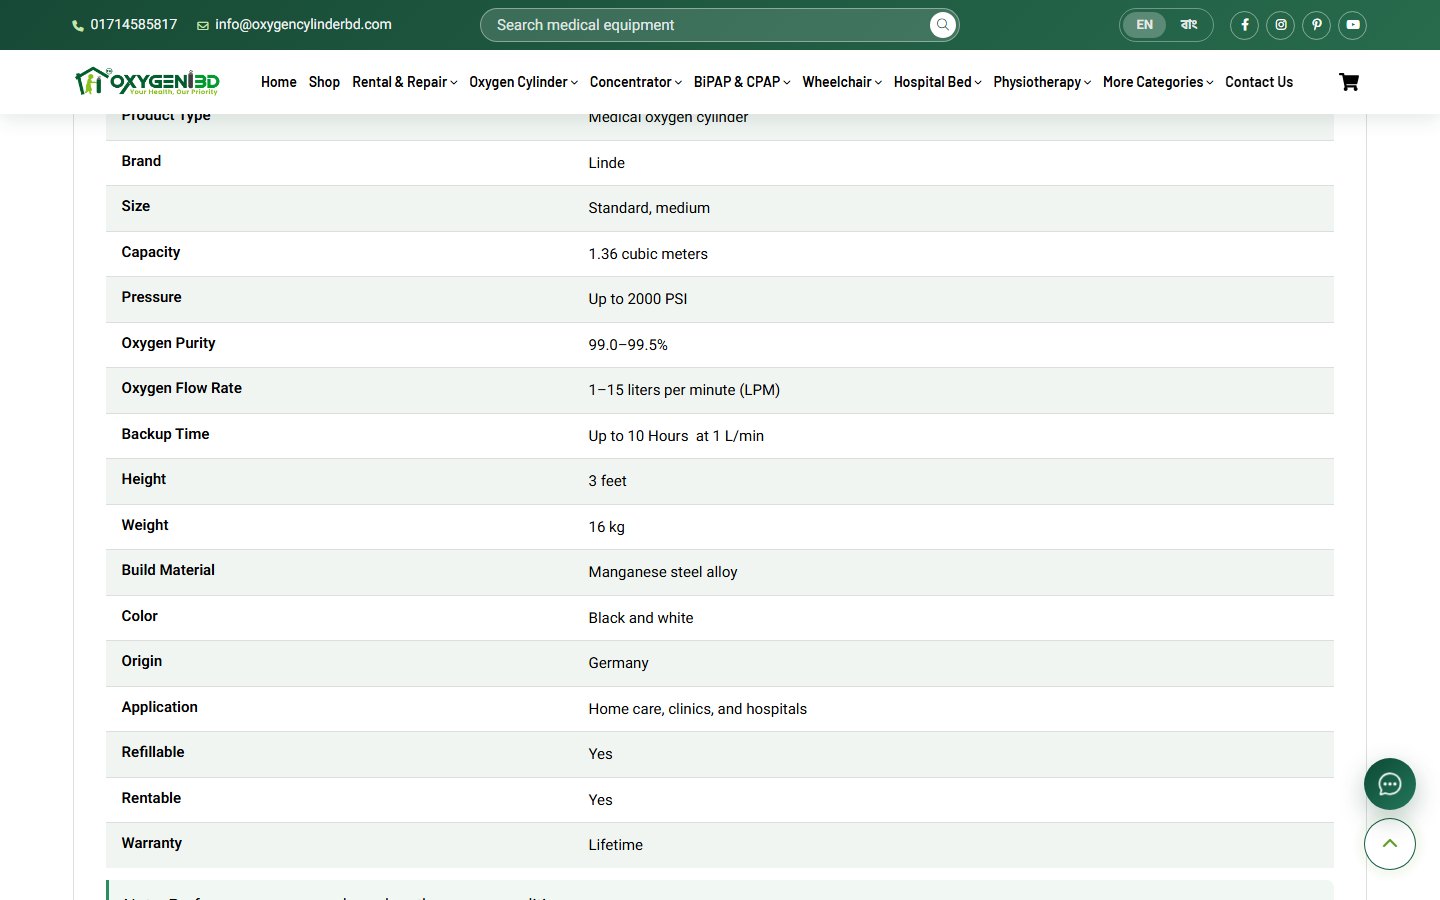 01714585817 info@oxygencylinderbd.com Search medical equipment EN বাং
OXYGEN BD
Your Health, Our Priority
Home Shop Rental & Repair Oxygen Cylinder Concentrator BiPAP & CPAP Wheelchair Hospital Bed Physiotherapy More Categories Contact Us
Product Type Medical oxygen cylinder
Brand Linde
Size Standard, medium
Capacity 1.36 cubic meters
Pressure Up to 2000 PSI
Oxygen Purity 99.0–99.5%
Oxygen Flow Rate 1–15 liters per minute (LPM)
Backup Time Up to 10 Hours at 1 L/min
Height 3 feet
Weight 16 kg
Build Material Manganese steel alloy
Color Black and white
Origin Germany
Application Home care, clinics, and hospitals
Refillable Yes
Rentable Yes
Warranty Lifetime